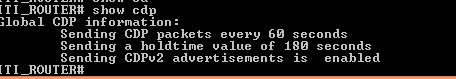 ITI_ROUTER# show cdp
Global CDP information:
        Sending CDP packets every 60 seconds
        Sending a holdtime value of 180 seconds
        Sending CDPv2 advertisements is  enabled
ITI_ROUTER#